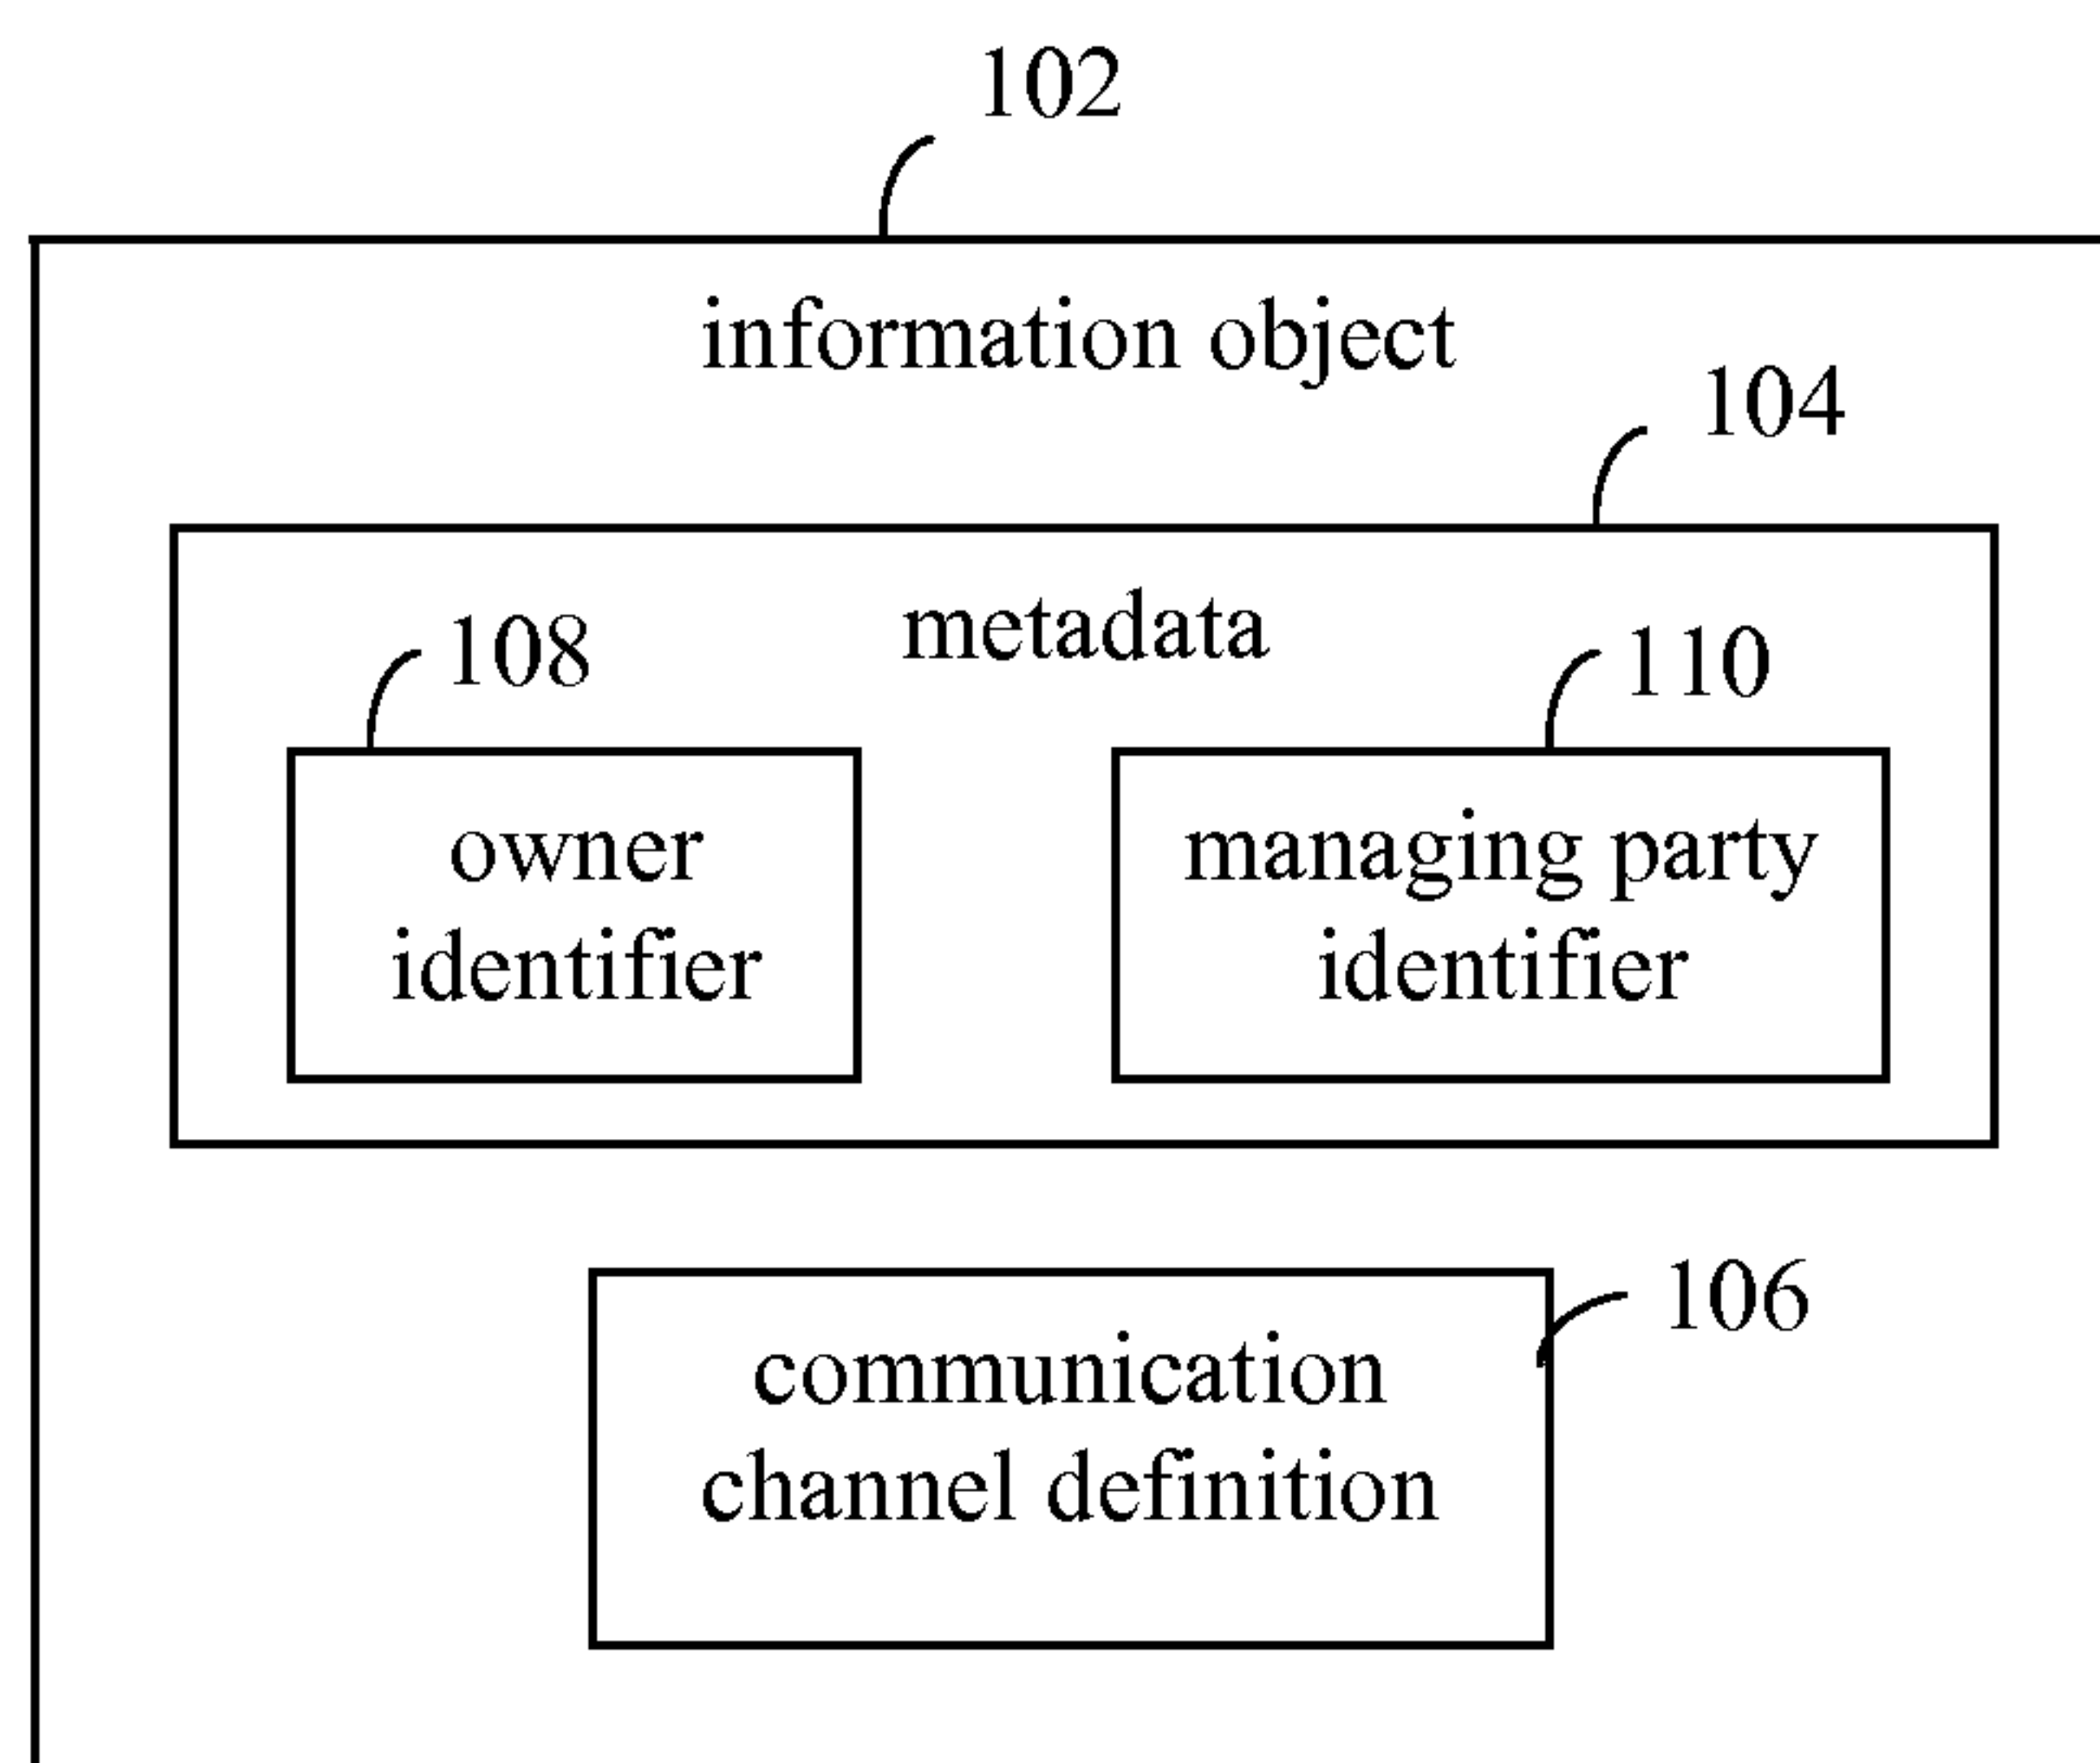 102
information object
104
metadata
108
110
owner
identifier
managing party
identifier
106
communication
channel definition